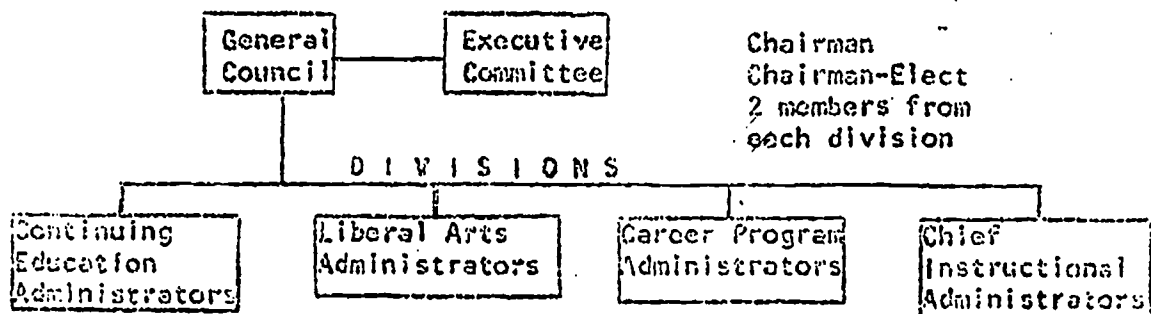 General
Council
Executive
Committee
Chairman
Chairman-Elect
2 members from
each division
DIVISIONS
Continuing
Education
Administrators
Liberal Arts
Administrators
Career Program
Administrators
Chief
Instructional
Administrators